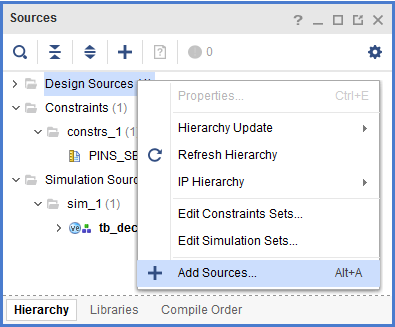 Sources
? _
0
Design Sources
Properties... Ctrl+E
Constraints (1)
Hierarchy Update
constrs_1
Refresh Hierarchy
PINS_SE
IP Hierarchy
Simulation Sour
sim_1 (1)
Edit Constraints Sets...
tb_dec
Edit Simulation Sets...
Add Sources... Alt+A
Hierarchy Libraries Compile Order